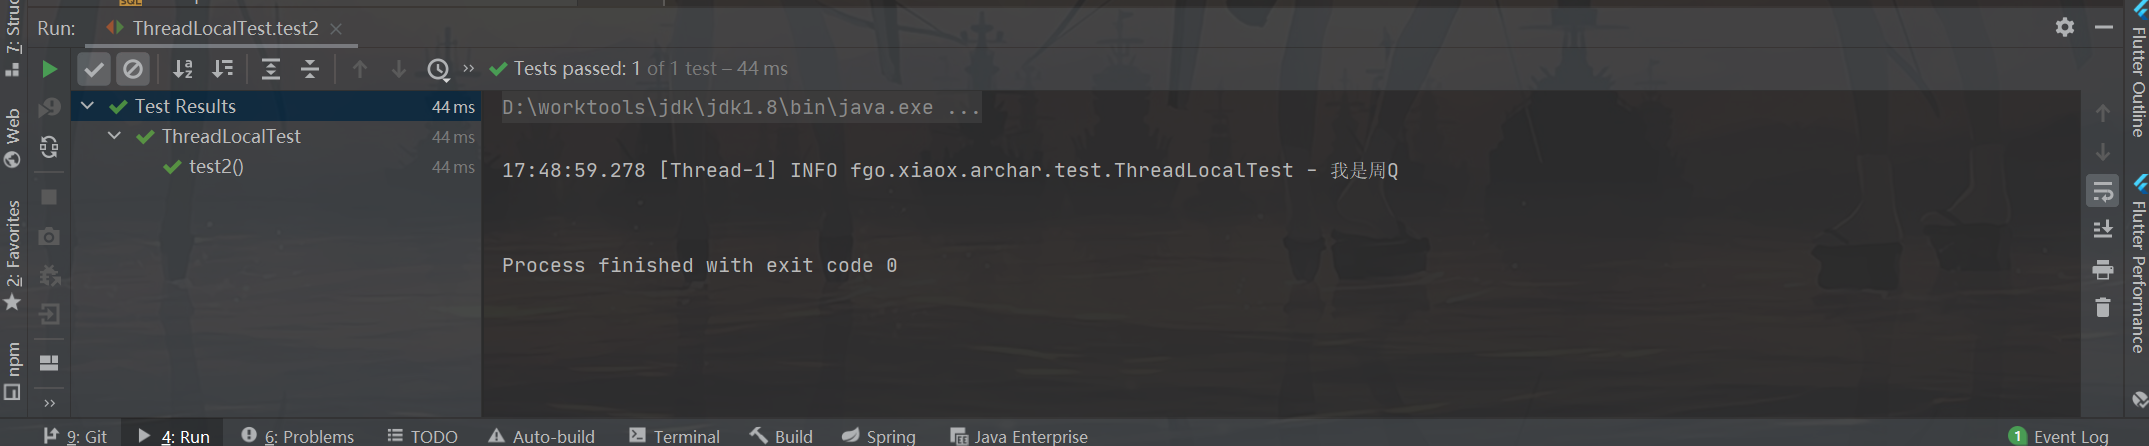 7: Struc
SQL
Run: ThreadLocalTest.test2
Tests passed: 1 of 1 test – 44 ms
Test Results 44 ms
ThreadLocalTest 44 ms
test2() 44 ms
D:\worktools\jdk\jdk1.8\bin\java.exe ...
17:48:59.278 [Thread-1] INFO fgo.xiaox.archar.test.ThreadLocalTest - 我是周Q
Process finished with exit code 0
Web
2: Favorites
npm
Flutter Outline
Flutter Performance
9: Git
4: Run
6: Problems
TODO
Auto-build
Terminal
Build
Spring
Java Enterprise
1 Event Log